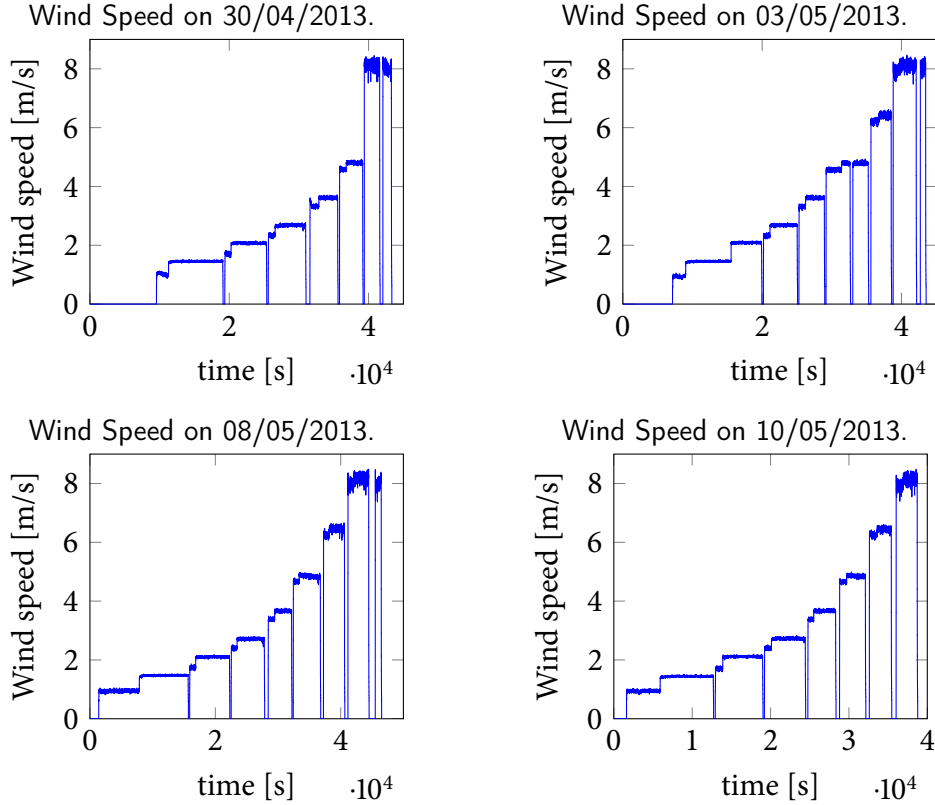 Wind Speed on 30/04/2013.
Wind speed [m/s]
8
6
4
2
0
0 2 4
time [s]
·10⁴
Wind Speed on 03/05/2013.
Wind speed [m/s]
8
6
4
2
0
0 2 4
time [s]
·10⁴
Wind Speed on 08/05/2013.
Wind speed [m/s]
8
6
4
2
0
0 2 4
time [s]
·10⁴
Wind Speed on 10/05/2013.
Wind speed [m/s]
8
6
4
2
0
0 1 2 3 4
time [s]
·10⁴